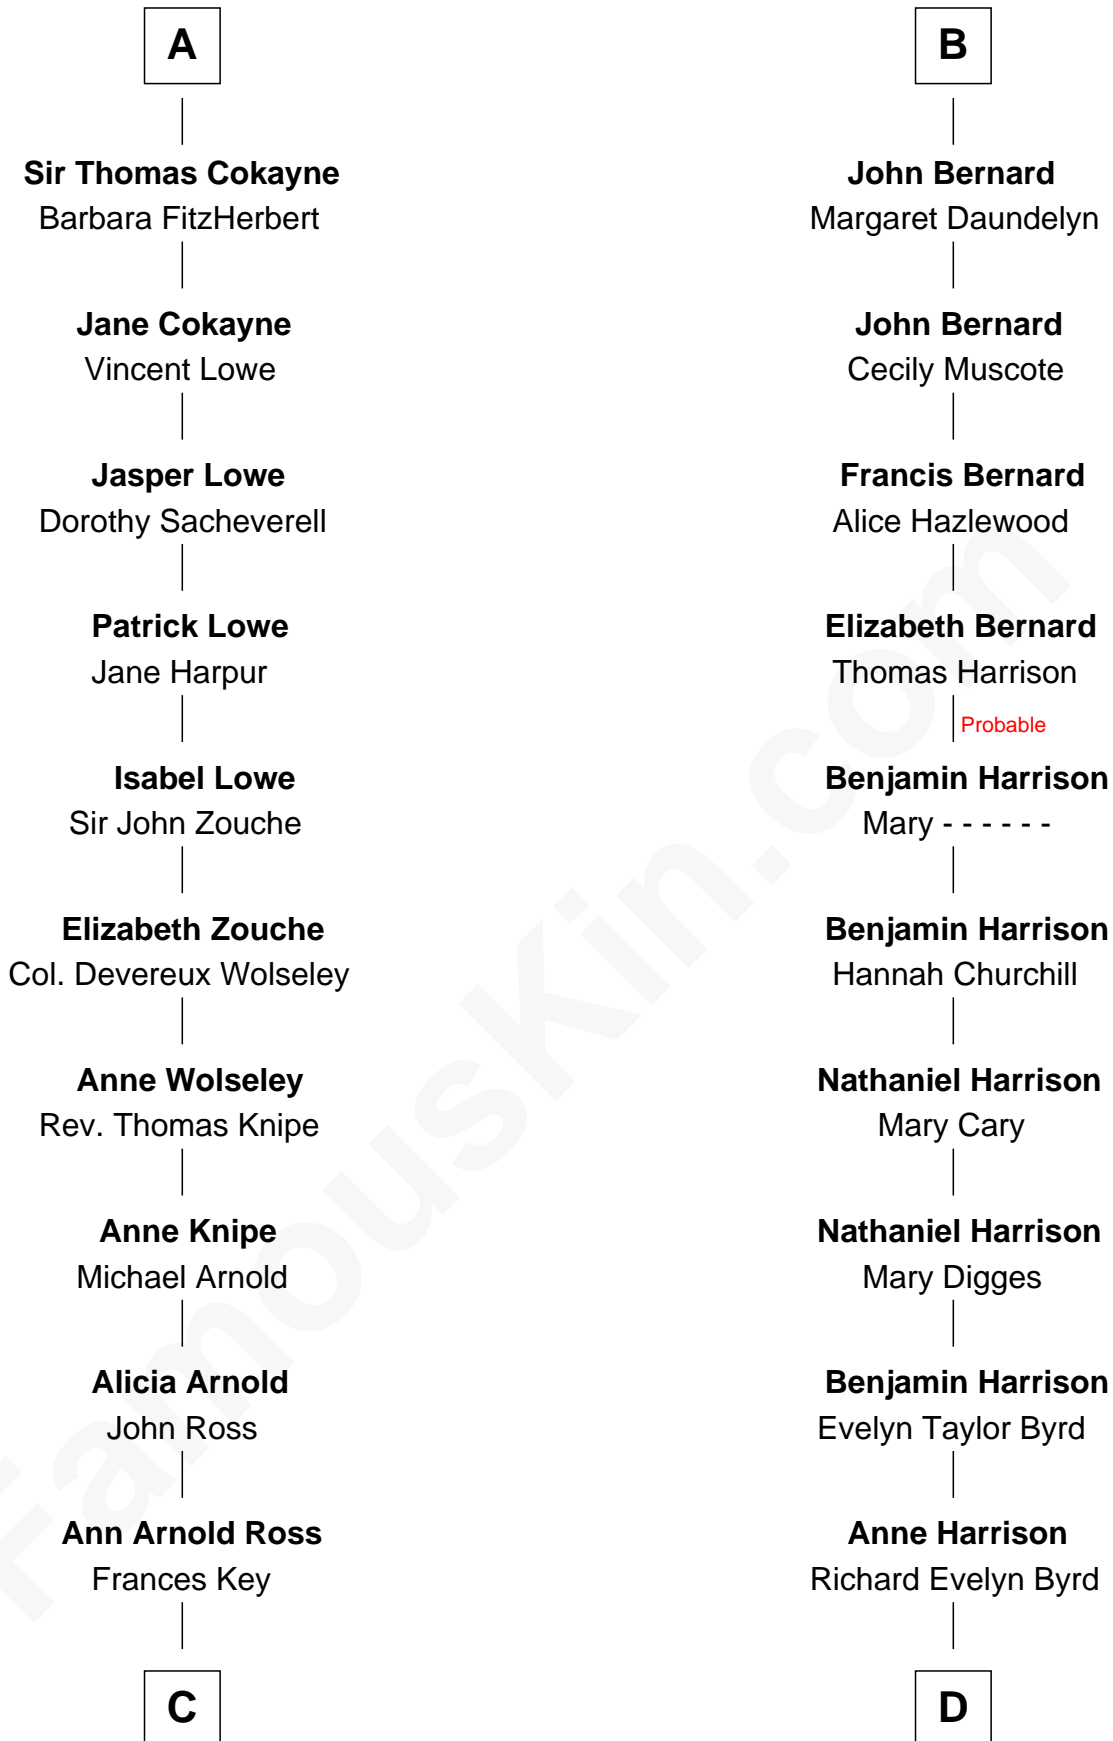 A
Sir Thomas Cokayne
Barbara FitzHerbert
Jane Cokayne
Vincent Lowe
Jasper Lowe
Dorothy Sacheverell
Patrick Lowe
Jane Harpur
Isabel Lowe
Sir John Zouche
Elizabeth Zouche
Col. Devereux Wolseley
Anne Wolseley
Rev. Thomas Knipe
Anne Knipe
Michael Arnold
Alicia Arnold
John Ross
Ann Arnold Ross
Frances Key
C
B
John Bernard
Margaret Daundelyn
John Bernard
Cecily Muscote
Francis Bernard
Alice Hazlewood
Elizabeth Bernard
Thomas Harrison
Probable
Benjamin Harrison
Mary - - - - - -
Benjamin Harrison
Hannah Churchill
Nathaniel Harrison
Mary Cary
Nathaniel Harrison
Mary Digges
Benjamin Harrison
Evelyn Taylor Byrd
Anne Harrison
Richard Evelyn Byrd
D
FamousKin.com